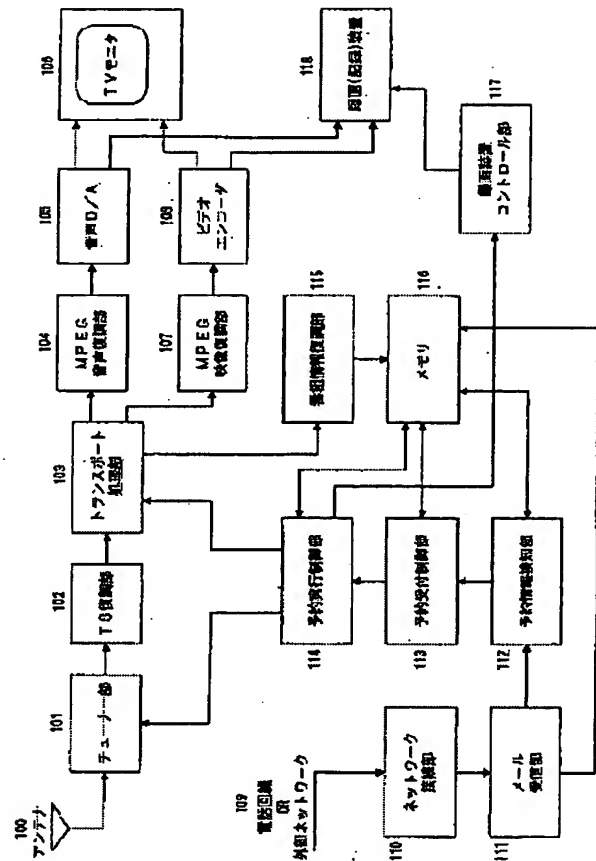 100
アンテナ
101
チューナー部
102
TS復調部
103
トランスポート
処理部
104
MPEG
音声復調部
105
音声D/A
106
TVモニタ
107
MPEG
映像復調部
108
ビデオ
エンコーダ
109
電話回線
OR
外部ネットワーク
110
ネットワーク
接続部
111
メール
受信部
112
予約情報検知部
113
予約受付制御部
114
予約実行制御部
115
番組情報復調部
116
メモリ
117
録画装置
コントロール部
118
録画(記録)装置